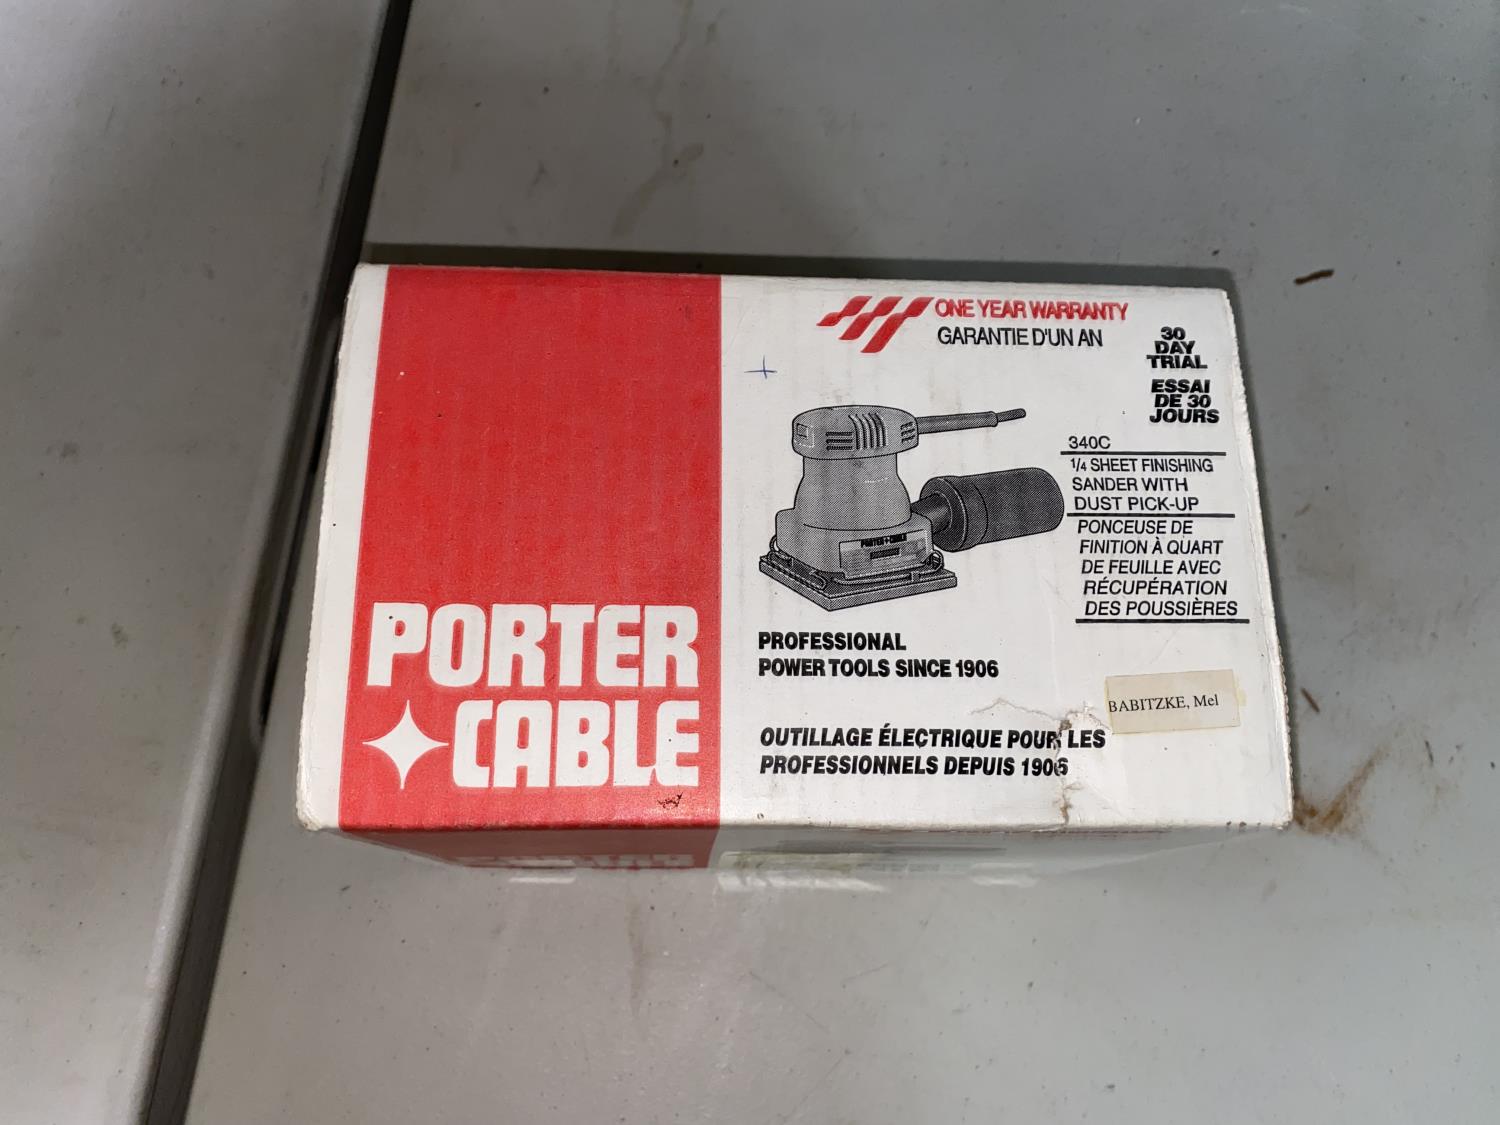 PORTER
CABLE
ONE YEAR WARRANTY
GARANTIE D'UN AN
30
DAY
TRIAL
ESSAI
DE 30
JOURS
340C
1/4 SHEET FINISHING
SANDER WITH
DUST PICK-UP
PONCEUSE DE
FINITION À QUART
DE FEUILLE AVEC
RÉCUPÉRATION
DES POUSSIÈRES
PORTER+CABLE
PROFESSIONAL
POWER TOOLS SINCE 1906
BABITZKE, Mel
OUTILLAGE ÉLECTRIQUE POUR LES
PROFESSIONNELS DEPUIS 1906